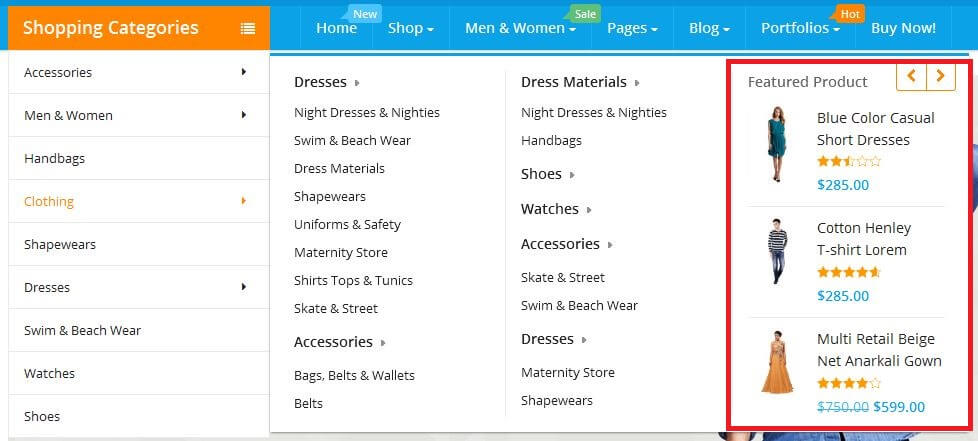 Shopping Categories
New
Sale
Hot
Home
Shop
Men & Women
Pages
Blog
Portfolios
Buy Now!
Accessories
Men & Women
Handbags
Clothing
Shapewears
Dresses
Swim & Beach Wear
Watches
Shoes
Dresses
Night Dresses & Nighties
Swim & Beach Wear
Dress Materials
Shapewears
Uniforms & Safety
Maternity Store
Shirts Tops & Tunics
Skate & Street
Accessories
Bags, Belts & Wallets
Belts
Dress Materials
Night Dresses & Nighties
Handbags
Shoes
Watches
Accessories
Skate & Street
Swim & Beach Wear
Dresses
Maternity Store
Shapewears
Featured Product
Blue Color Casual
Short Dresses
$285.00
Cotton Henley
T-shirt Lorem
$285.00
Multi Retail Beige
Net Anarkali Gown
$750.00 $599.00